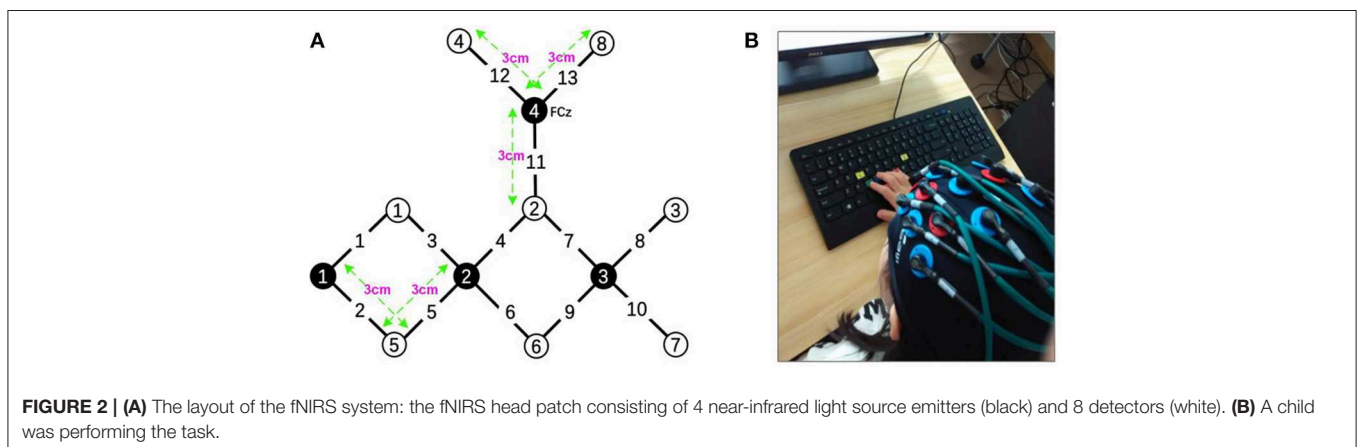 A
B
4
8
3cm
3cm
12
13
4
FCz
3cm
11
1
2
3
1
3
4
7
8
1
2
3
3cm
3cm
2
5
6
9
10
5
6
7
FIGURE 2 | (A) The layout of the fNIRS system: the fNIRS head patch consisting of 4 near-infrared light source emitters (black) and 8 detectors (white). (B) A child
was performing the task.